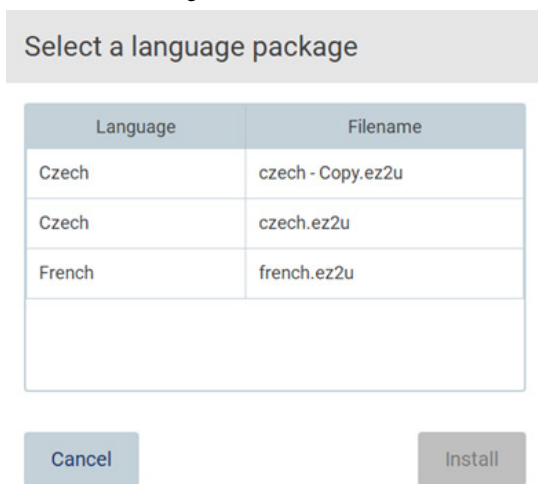 Select a language package
Language Filename
Czech czech - Copy.ez2u
Czech czech.ez2u
French french.ez2u
Cancel Install